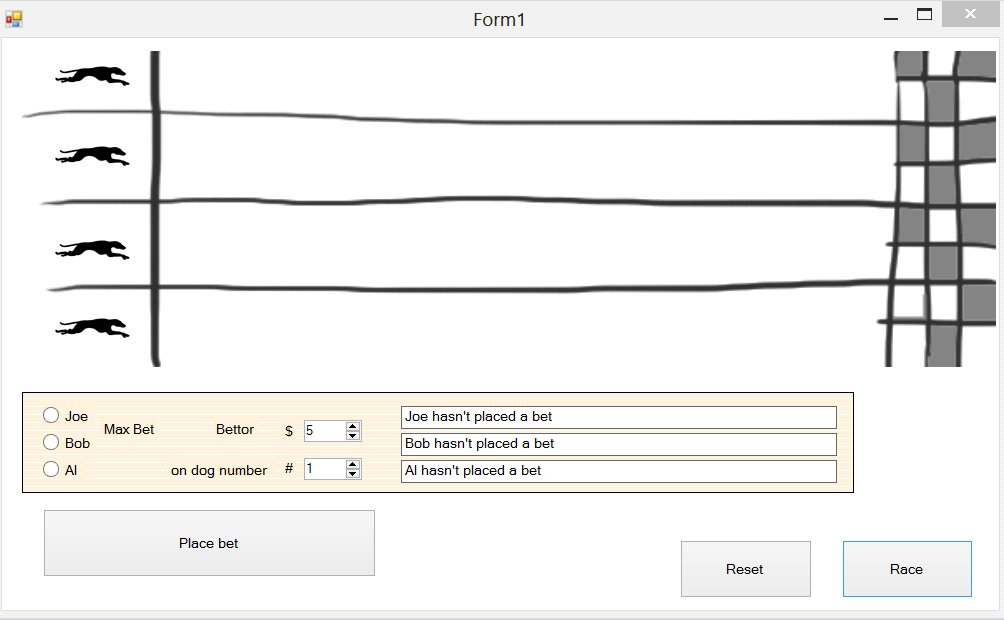 Form1
Joe
Joe hasn't placed a bet
Max Bet Bettor $ 5
Bob
Bob hasn't placed a bet
Al on dog number # 1
Al hasn't placed a bet
Place bet
Reset Race